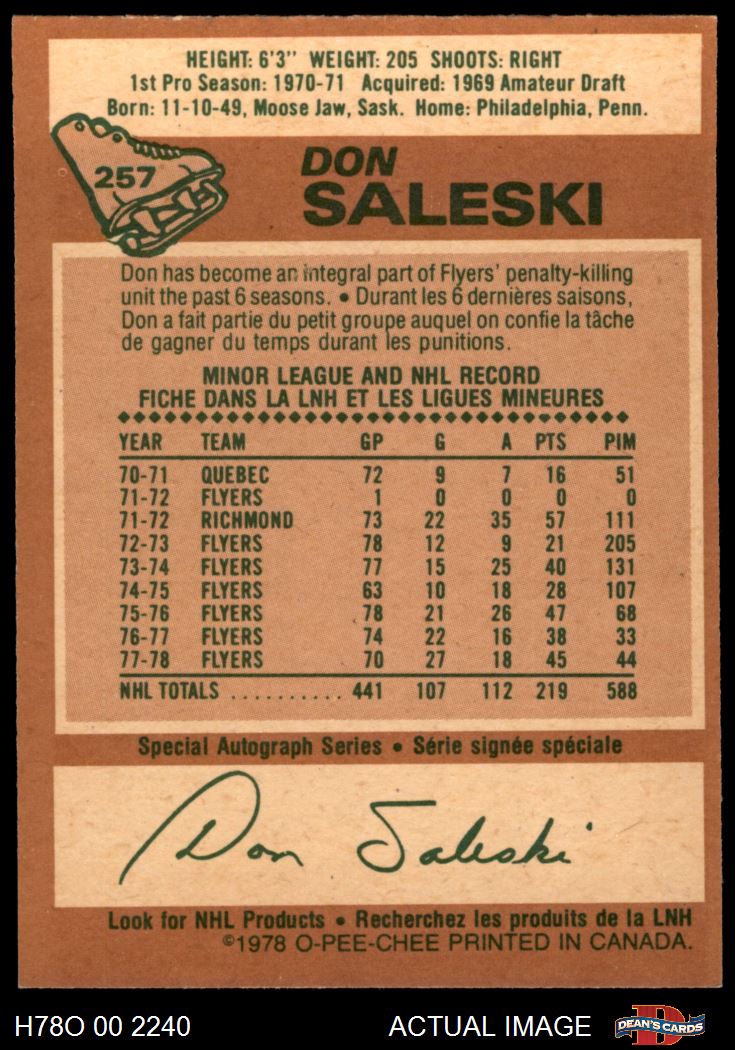 HEIGHT: 6'3" WEIGHT: 205 SHOOTS: RIGHT
1st Pro Season: 1970-71 Acquired: 1969 Amateur Draft
Born: 11-10-49, Moose Jaw, Sask. Home: Philadelphia, Penn.
257
DON
SALESKI
Don has become an integral part of Flyers' penalty-killing
unit the past 6 seasons. • Durant les 6 dernières saisons,
Don a fait partie du petit groupe auquel on confie la tâche
de gagner du temps durant les punitions.
MINOR LEAGUE AND NHL RECORD
FICHE DANS LA LNH ET LES LIGUES MINEURES
YEAR TEAM GP G A PTS PIM
70-71 QUEBEC 72 9 7 16 51
71-72 FLYERS 1 0 0 0 0
71-72 RICHMOND 73 22 35 57 111
72-73 FLYERS 78 12 9 21 205
73-74 FLYERS 77 15 25 40 131
74-75 FLYERS 63 10 18 28 107
75-76 FLYERS 78 21 26 47 68
76-77 FLYERS 74 22 16 38 33
77-78 FLYERS 70 27 18 45 44
NHL TOTALS .......... 441 107 112 219 588
Special Autograph Series • Série signée spéciale
Don Saleski
Look for NHL Products • Recherchez les produits de la LNH
©1978 O-PEE-CHEE PRINTED IN CANADA.
H78O 00 2240 ACTUAL IMAGE D DEAN'S CARDS